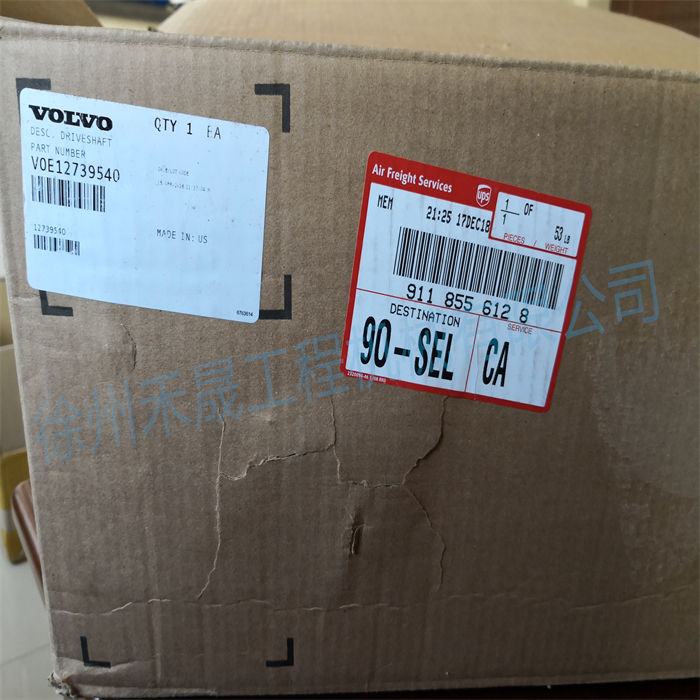 VOLVO
QTY 1 EA
DESC. DRIVESHAFT
PART NUMBER
VOE12739540
12739540
MADE IN: US
Air Freight Services
ups
MEM
21:25 17DEC18
1 OF
1
PIECES / WEIGHT
53 LB
911 855 612 8
DESTINATION
SERVICE
90-SEL
CA
徐州禾晟工程
公司